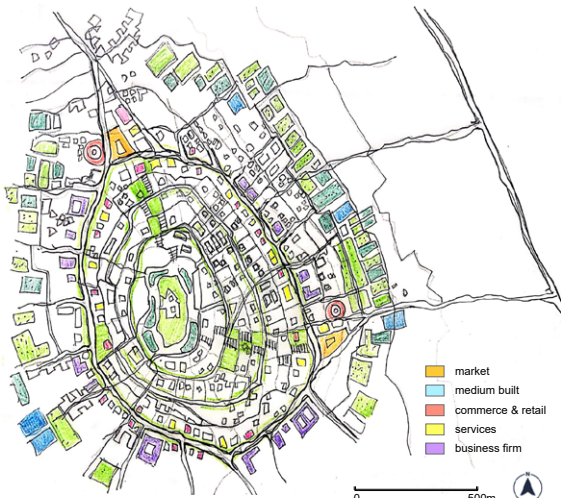 market
medium built
commerce & retail
services
business firm
0 500m